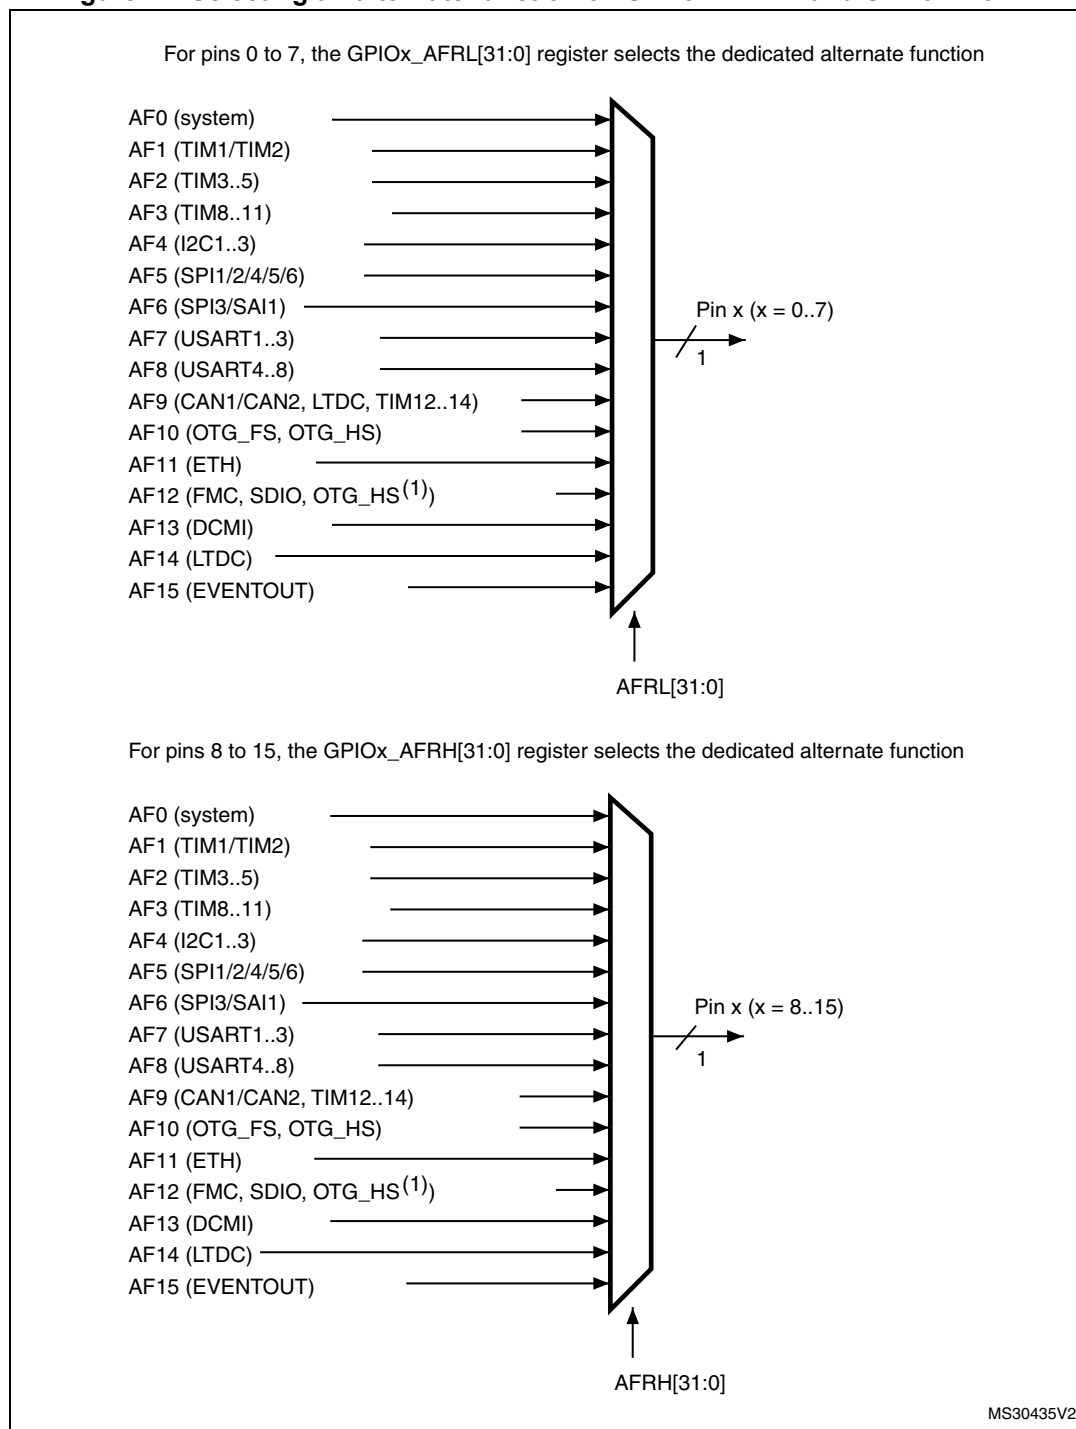 For pins 0 to 7, the GPIOx_AFRL[31:0] register selects the dedicated alternate function
AF0 (system)
AF1 (TIM1/TIM2)
AF2 (TIM3..5)
AF3 (TIM8..11)
AF4 (I2C1..3)
AF5 (SPI1/2/4/5/6)
AF6 (SPI3/SAI1)
AF7 (USART1..3)
AF8 (USART4..8)
AF9 (CAN1/CAN2, LTDC, TIM12..14)
AF10 (OTG_FS, OTG_HS)
AF11 (ETH)
AF12 (FMC, SDIO, OTG_HS(1))
AF13 (DCMI)
AF14 (LTDC)
AF15 (EVENTOUT)
Pin x (x = 0..7)
1
AFRL[31:0]
For pins 8 to 15, the GPIOx_AFRH[31:0] register selects the dedicated alternate function
AF0 (system)
AF1 (TIM1/TIM2)
AF2 (TIM3..5)
AF3 (TIM8..11)
AF4 (I2C1..3)
AF5 (SPI1/2/4/5/6)
AF6 (SPI3/SAI1)
AF7 (USART1..3)
AF8 (USART4..8)
AF9 (CAN1/CAN2, TIM12..14)
AF10 (OTG_FS, OTG_HS)
AF11 (ETH)
AF12 (FMC, SDIO, OTG_HS(1))
AF13 (DCMI)
AF14 (LTDC)
AF15 (EVENTOUT)
Pin x (x = 8..15)
1
AFRH[31:0]
MS30435V2